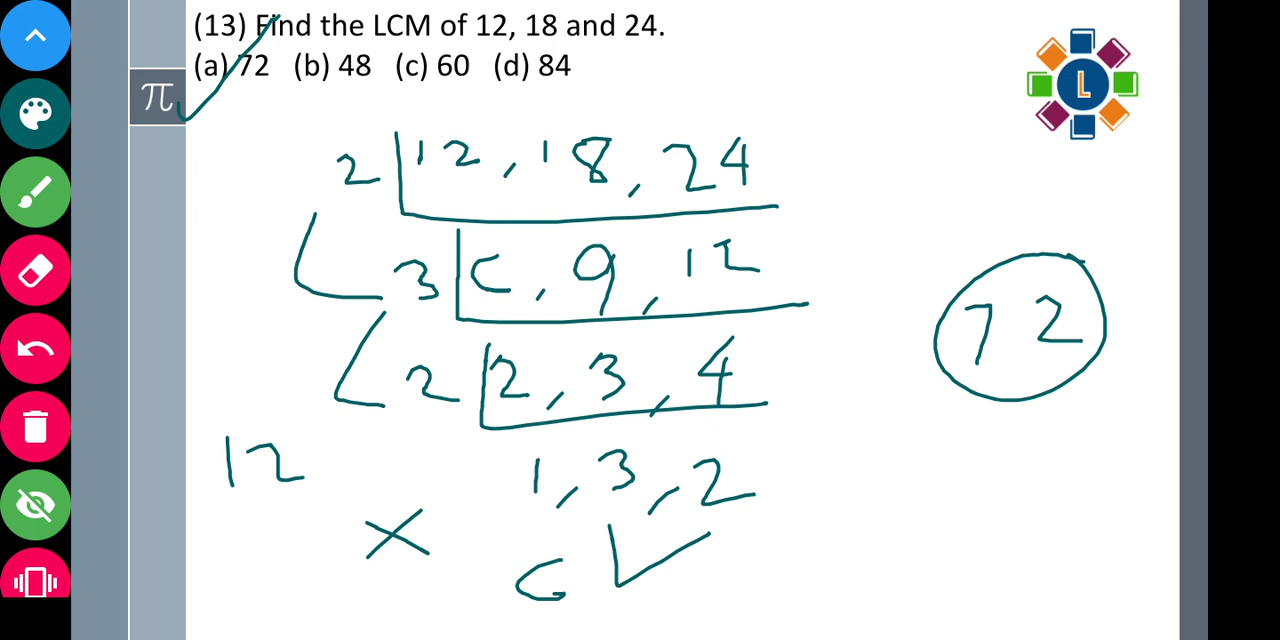 (13) Find the LCM of 12, 18 and 24.
(a) 72 (b) 48 (c) 60 (d) 84
π
L
2 12, 18, 24
3 6, 9, 12
2 2, 3, 4
72
12
1, 3, 2
×
6